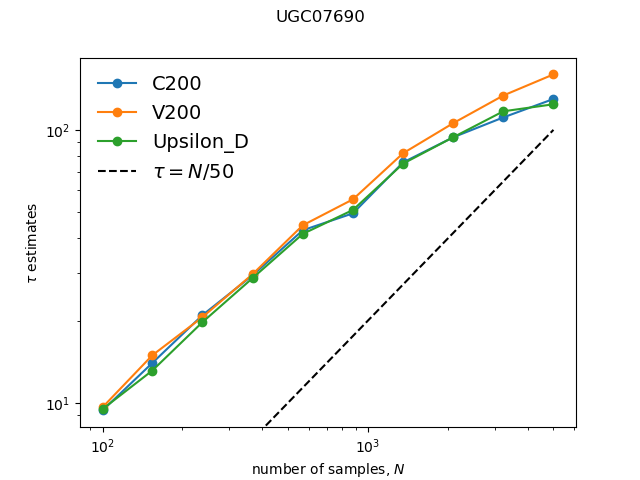 UGC07690
C200
V200
Upsilon_D
τ = N/50
10²
10¹
τ estimates
10² 10³
number of samples, N